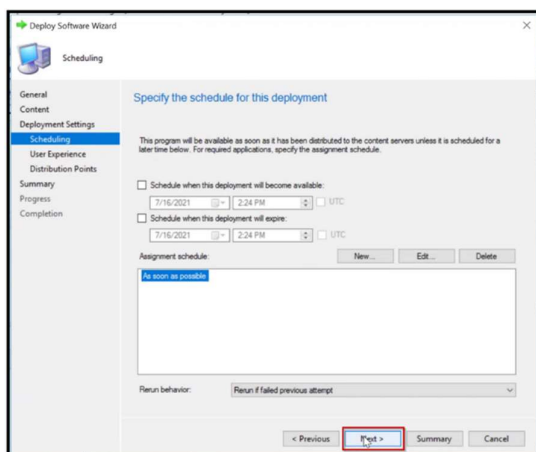 Deploy Software Wizard
Scheduling
General
Content
Deployment Settings
Scheduling
User Experience
Distribution Points
Summary
Progress
Completion
Specify the schedule for this deployment
This program will be available as soon as it has been distributed to the content servers unless it is scheduled for a
later time below. For required applications, specify the assignment schedule.
Schedule when this deployment will become available:
7/16/2021 2:24 PM UTC
Schedule when this deployment will expire:
7/16/2021 2:24 PM UTC
Assignment schedule: New... Edit... Delete
As soon as possible
Rerun behavior: Rerun if failed previous attempt
< Previous Next > Summary Cancel